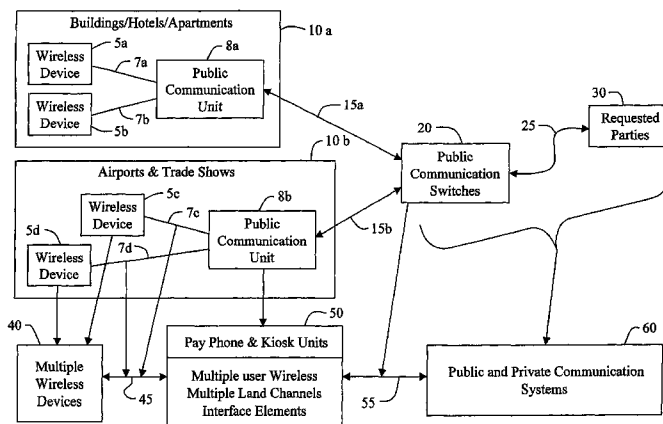 Buildings/Hotels/Apartments
10a
5a
Wireless
Device
7a
8a
Public
Communication
Unit
Wireless
Device
5b
7b
15a
30
Requested
Parties
25
20
Public
Communication
Switches
10b
Airports & Trade Shows
5c
Wireless
Device
7c
8b
Public
Communication
Unit
15b
5d
Wireless
Device
7d
40
Multiple
Wireless
Devices
45
50
Pay Phone & Kiosk Units
Multiple user Wireless
Multiple Land Channels
Interface Elements
55
60
Public and Private Communication
Systems